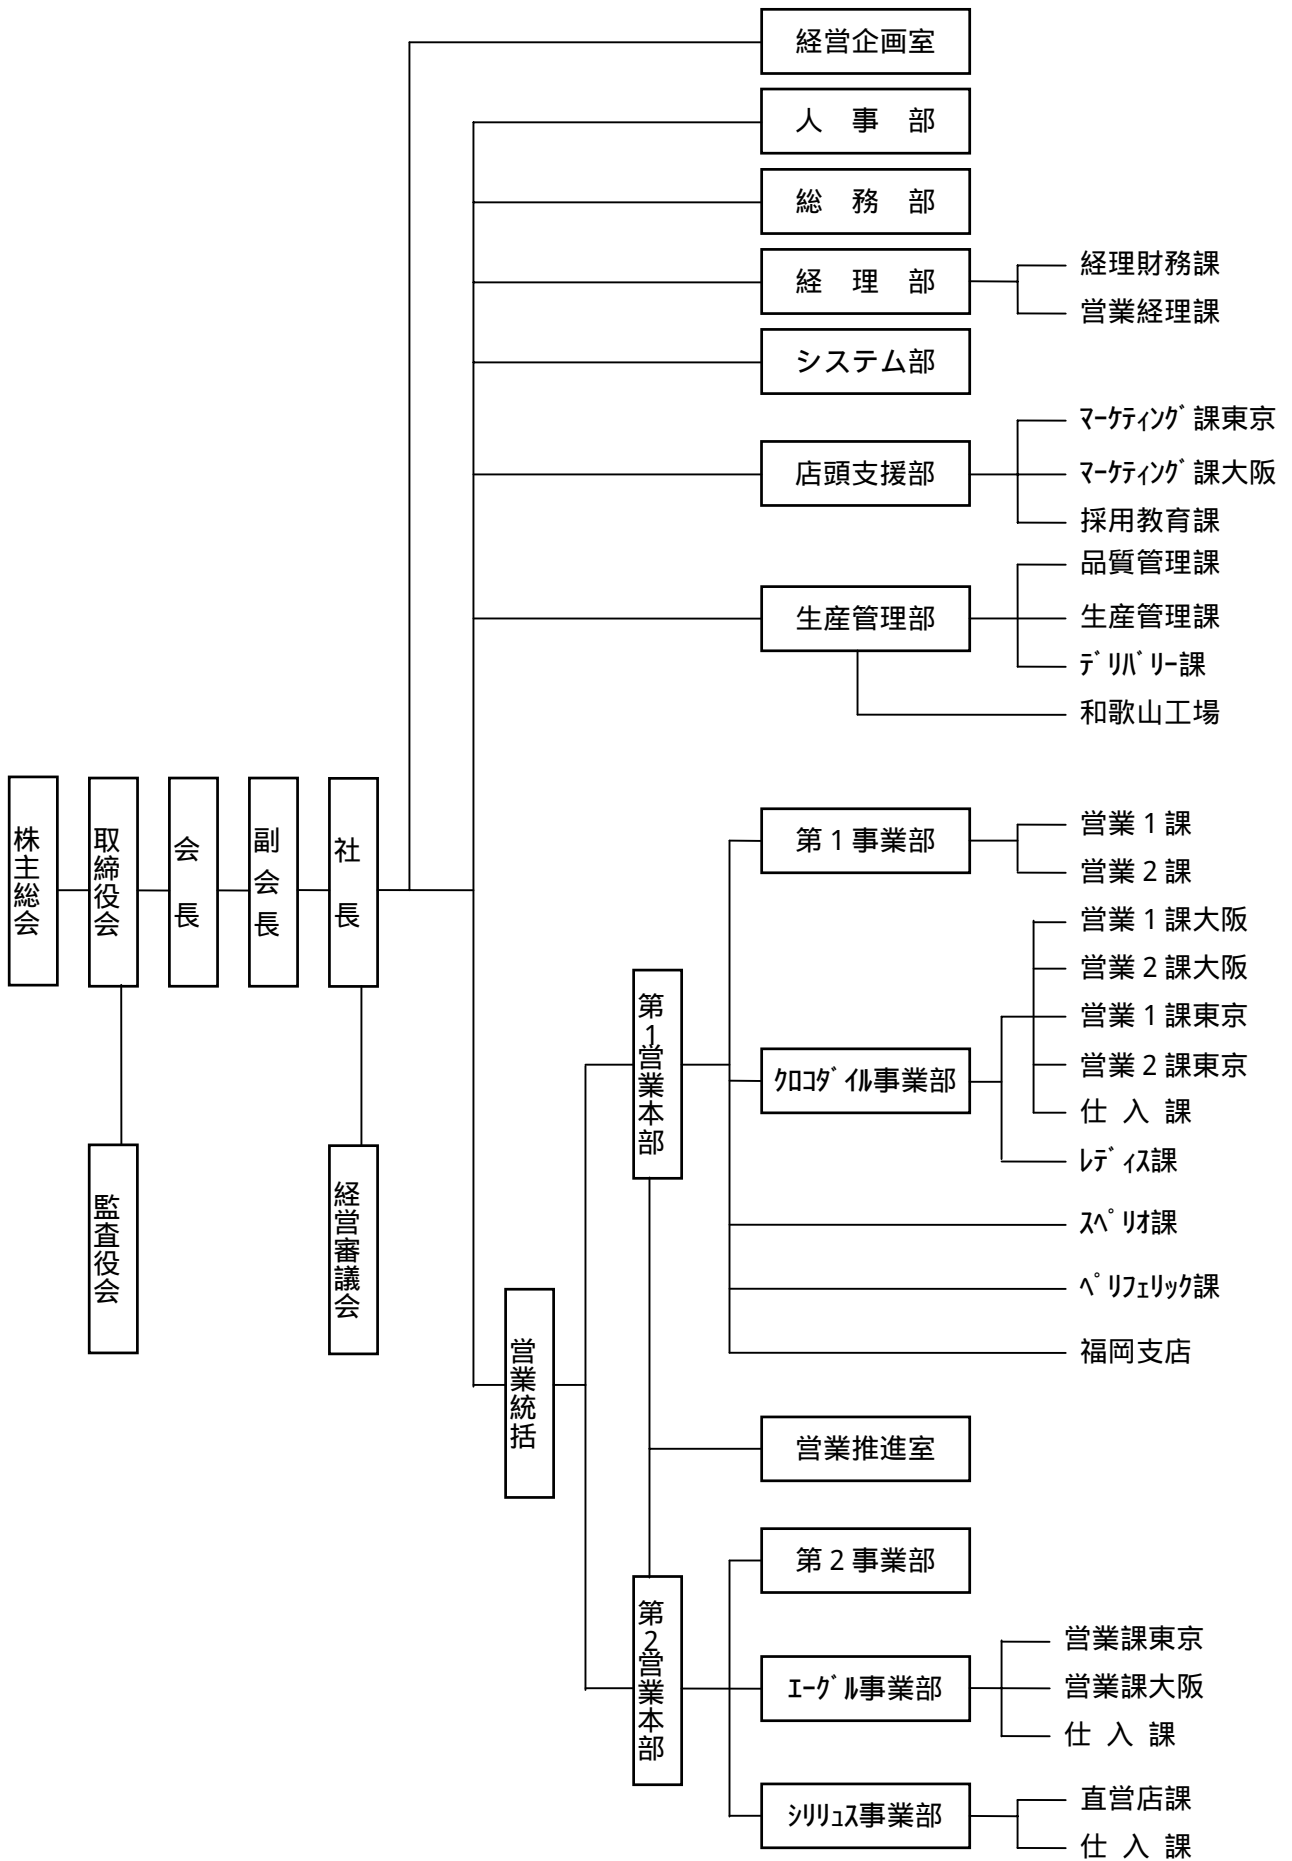 経営企画室
人　事　部
総　務　部
経　理　部
経理財務課
営業経理課
システム部
店頭支援部
ﾏｰｹﾃｨﾝｸﾞ課東京
ﾏｰｹﾃｨﾝｸﾞ課大阪
採用教育課
生産管理部
品質管理課
生産管理課
ﾃﾞﾘﾊﾞﾘｰ課
和歌山工場
株主総会
取締役会
会長
副会長
社長
監査役会
経営審議会
営業統括
第1営業本部
第1事業部
営業1課
営業2課
ｸﾛｺﾀﾞｲﾙ事業部
営業1課大阪
営業2課大阪
営業1課東京
営業2課東京
仕 入 課
ﾚﾃﾞｨｽ課
ｽﾍﾟﾘｵ課
ﾍﾟﾘﾌｪﾘｯｸ課
福岡支店
営業推進室
第2営業本部
第2事業部
ｴｰｸﾞﾙ事業部
営業課東京
営業課大阪
仕 入 課
ｼﾘﾘｭｽ事業部
直営店課
仕 入 課